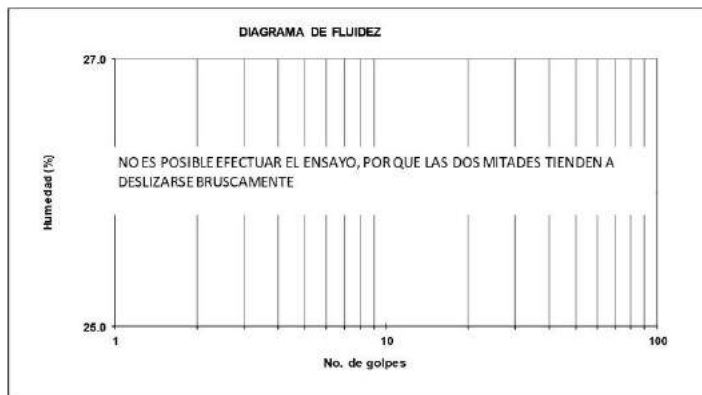 DIAGRAMA DE FLUIDEZ
27.0
Humedad (%)
NO ES POSIBLE EFECTUAR EL ENSAYO, POR QUE LAS DOS MITADES TIENDEN A
DESLIZARSE BRUSCAMENTE
25.0
1 10 100
No. de golpes